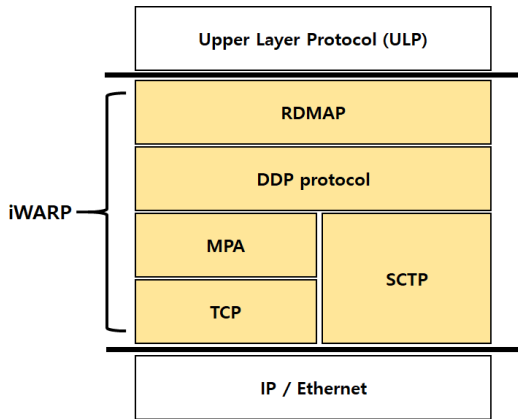 Upper Layer Protocol (ULP)
RDMAP
DDP protocol
iWARP
MPA
SCTP
TCP
IP / Ethernet